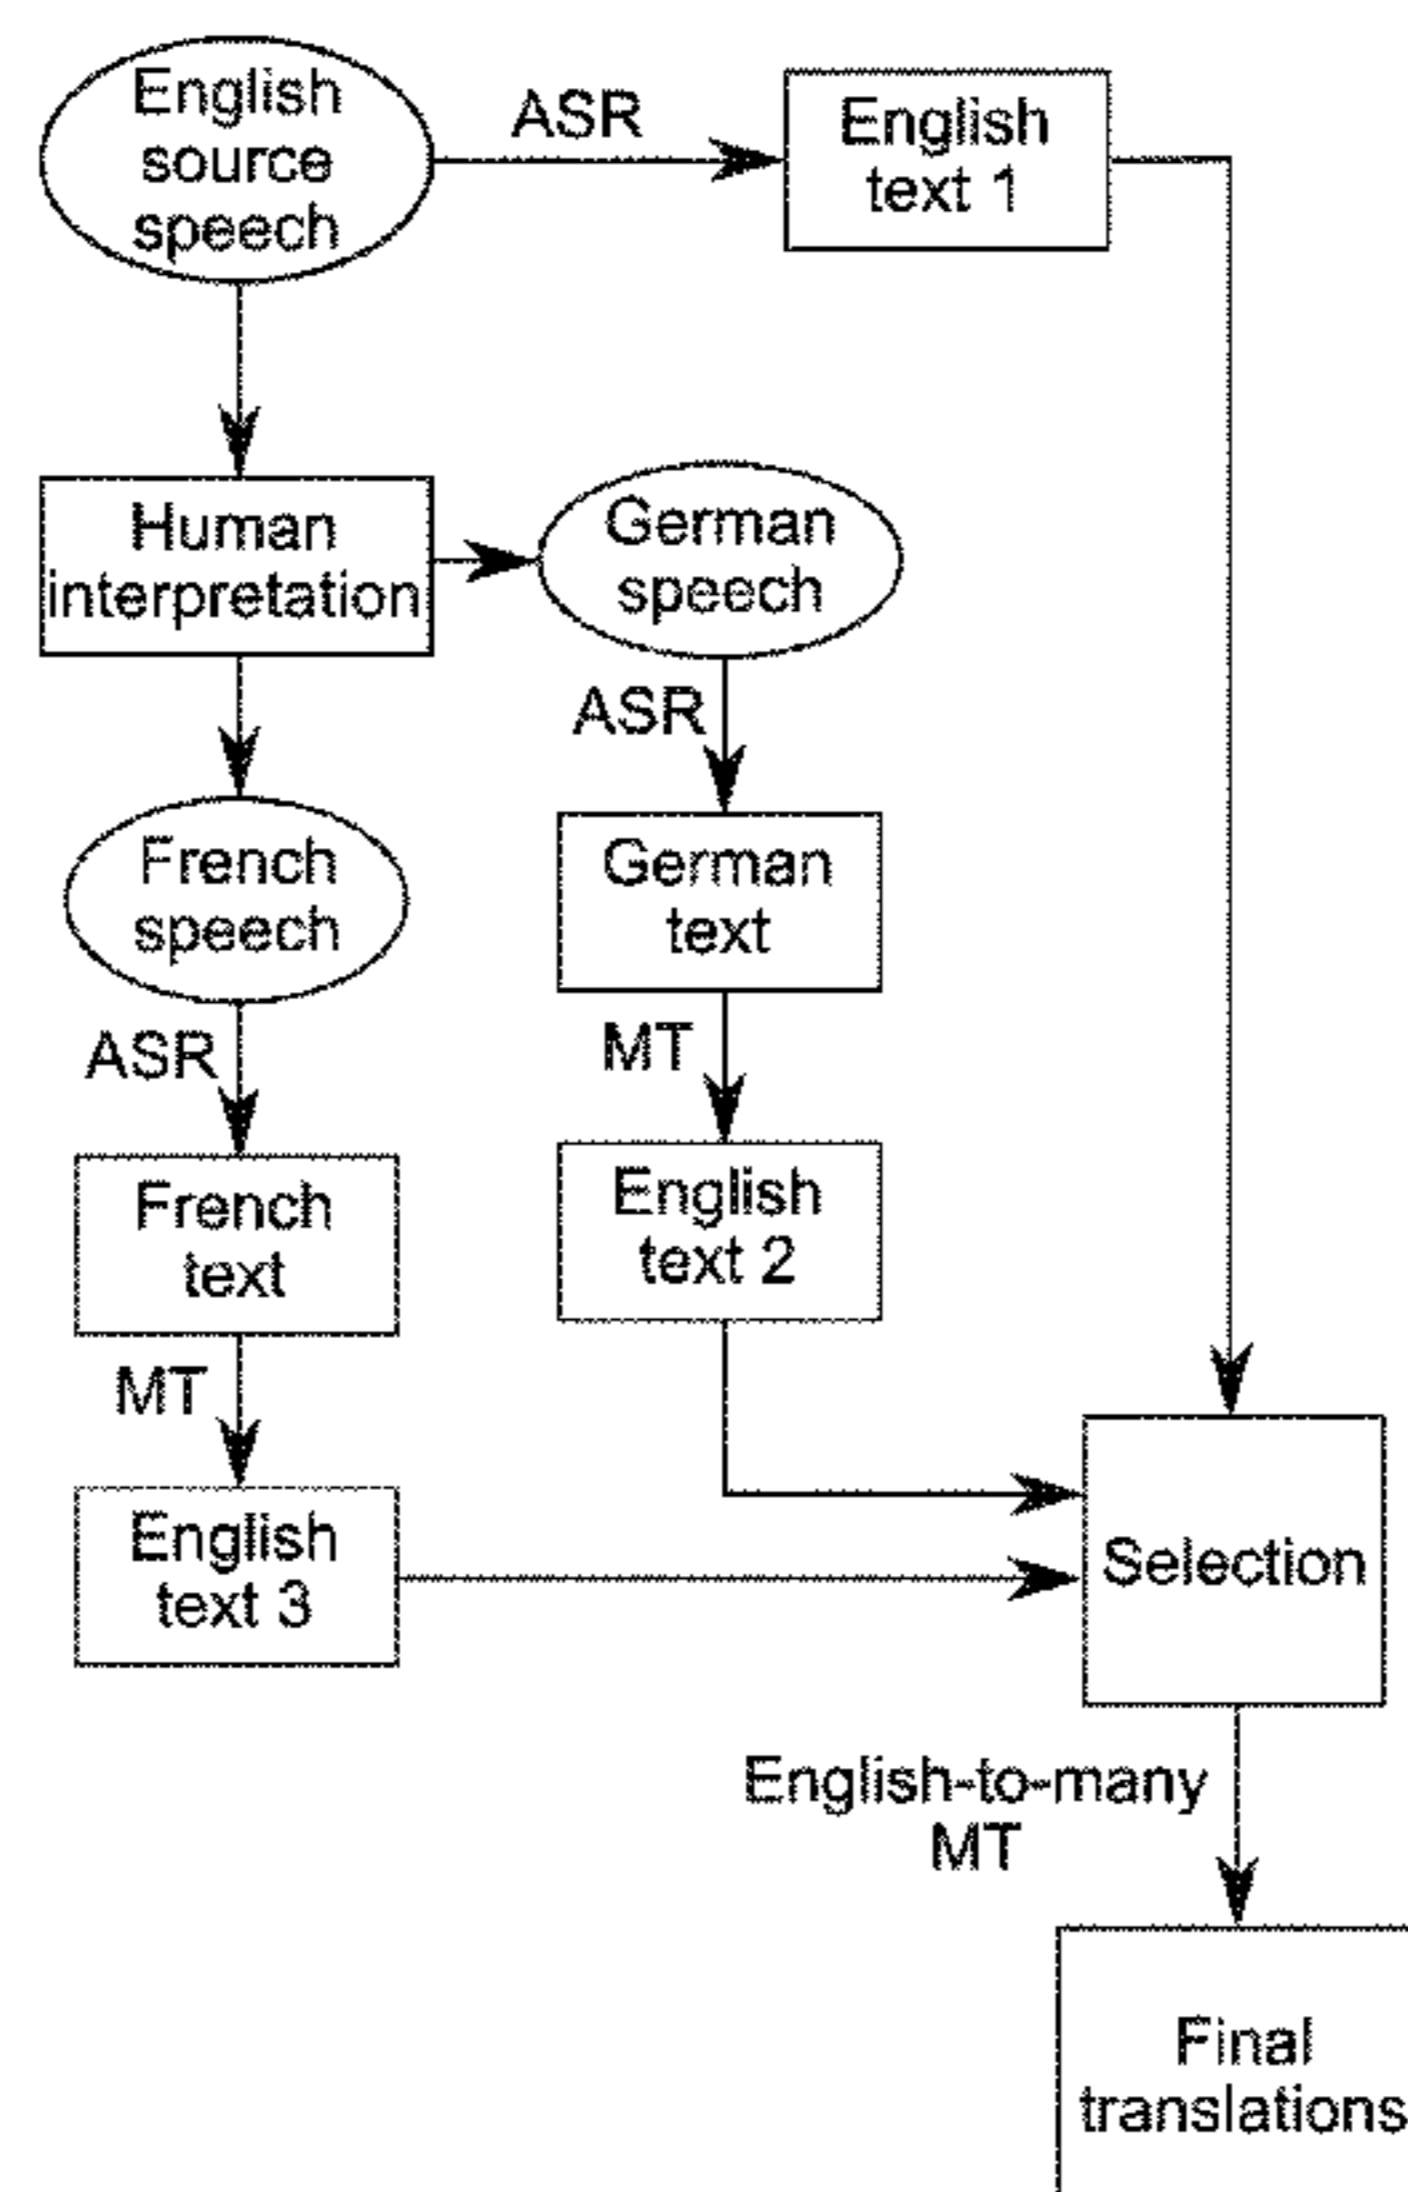 English
source
speech
ASR
English
text 1
Human
interpretation
German
speech
ASR
French
speech
German
text
ASR
MT
French
text
English
text 2
MT
English
text 3
Selection
English-to-many
MT
Final
translations